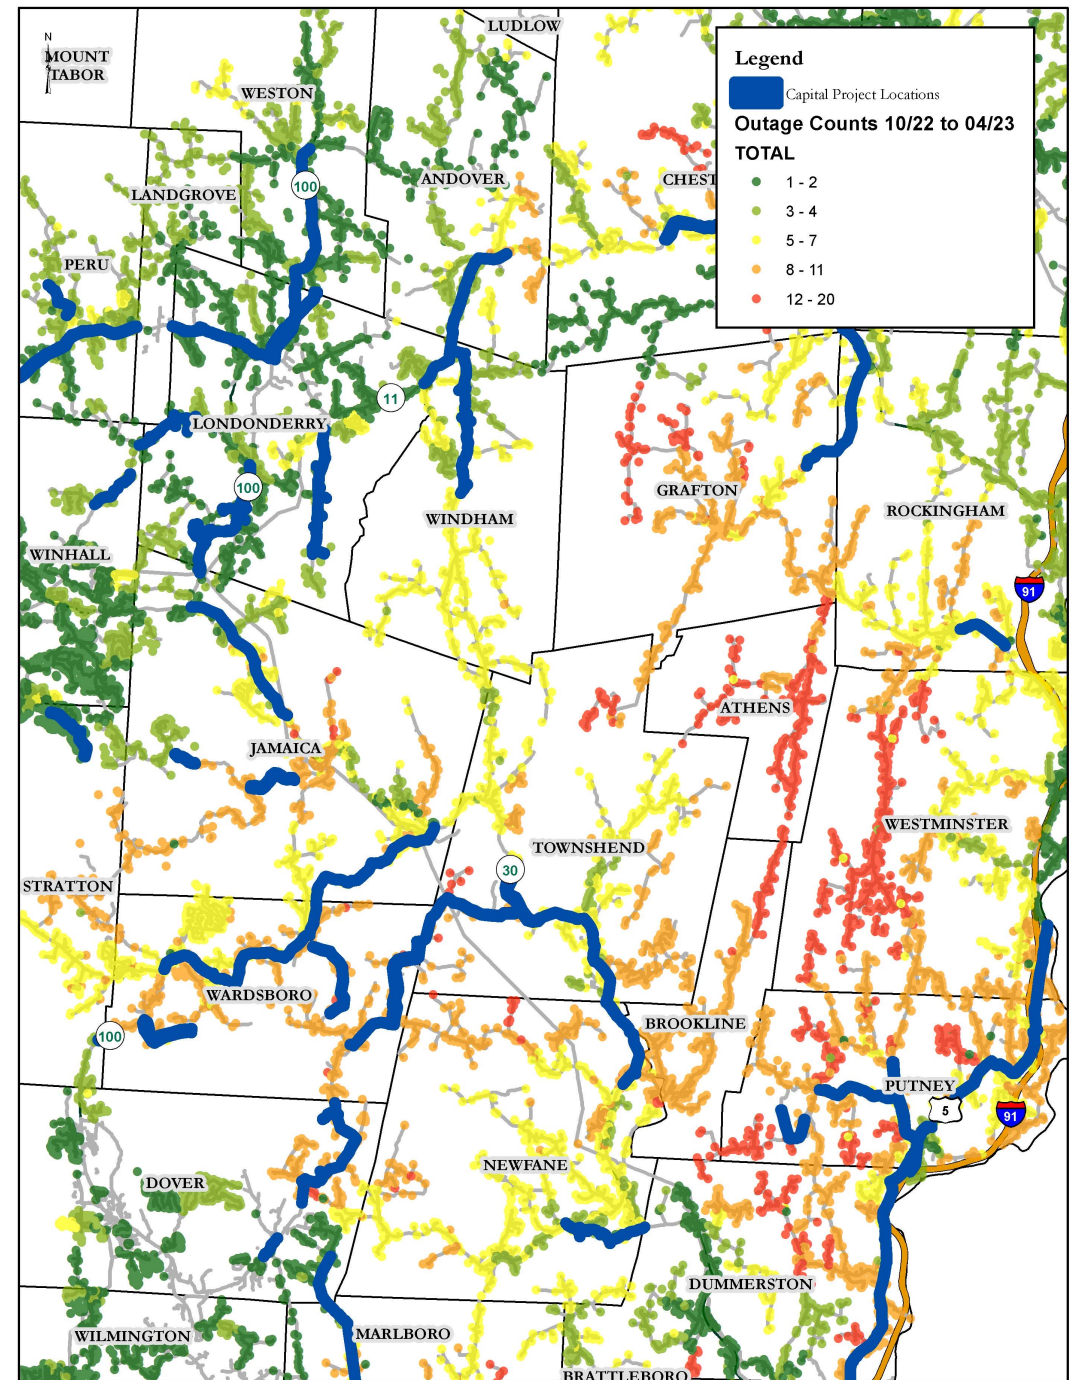 LUDLOW
N
MOUNT
TABOR
WESTON
Legend
Capital Project Locations
Outage Counts 10/22 to 04/23
TOTAL
1 - 2
3 - 4
5 - 7
8 - 11
12 - 20
100
LANDGROVE
ANDOVER
CHEST
PERU
11
LONDONDERRY
100
GRAFTON
WINDHAM
ROCKINGHAM
WINHALL
91
ATHENS
JAMAICA
WESTMINSTER
TOWNSHEND
30
STRATTON
WARDSBORO
BROOKLINE
100
PUTNEY
5
91
NEWFANE
DOVER
DUMMERSTON
WILMINGTON
MARLBORO
BRATTLEBORO